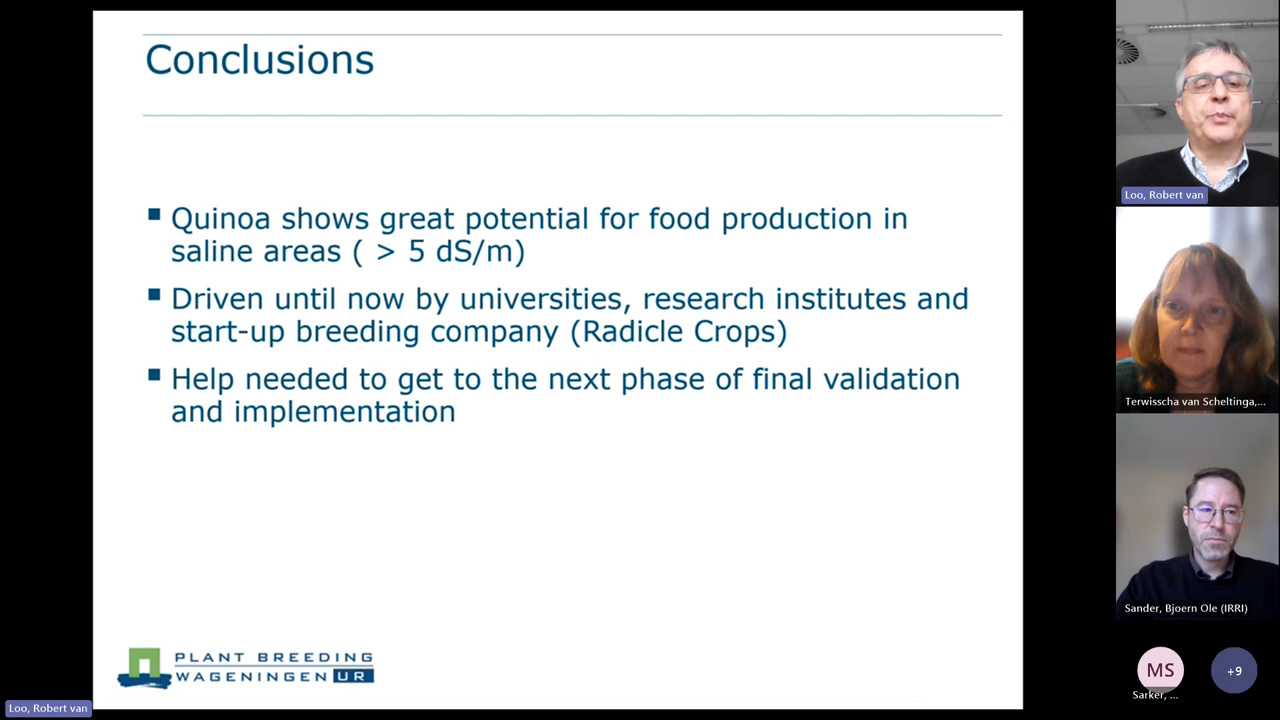 Conclusions
Quinoa shows great potential for food production in
saline areas ( > 5 dS/m)
Driven until now by universities, research institutes and
start-up breeding company (Radicle Crops)
Help needed to get to the next phase of final validation
and implementation
PLANT BREEDING
WAGENINGEN UR
Loo, Robert van
Loo, Robert van
Terwisscha van Scheltinga,...
Sander, Bjoern Ole (IRRI)
MS
+9
Sarker, ...